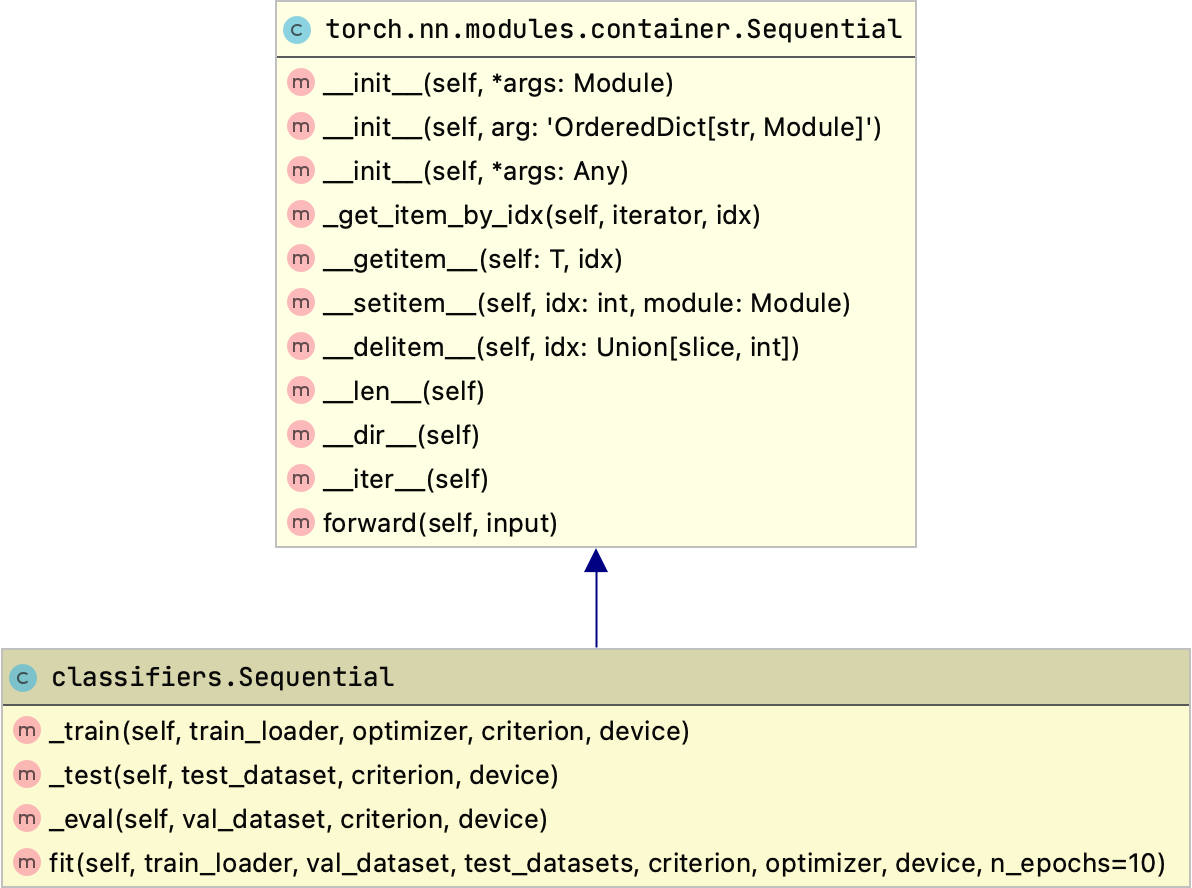 C torch.nn.modules.container.Sequential
m __init__(self, *args: Module)
m __init__(self, arg: 'OrderedDict[str, Module]')
m __init__(self, *args: Any)
m _get_item_by_idx(self, iterator, idx)
m __getitem__(self: T, idx)
m __setitem__(self, idx: int, module: Module)
m __delitem__(self, idx: Union[slice, int])
m __len__(self)
m __dir__(self)
m __iter__(self)
m forward(self, input)
C classifiers.Sequential
m _train(self, train_loader, optimizer, criterion, device)
m _test(self, test_dataset, criterion, device)
m _eval(self, val_dataset, criterion, device)
m fit(self, train_loader, val_dataset, test_datasets, criterion, optimizer, device, n_epochs=10)